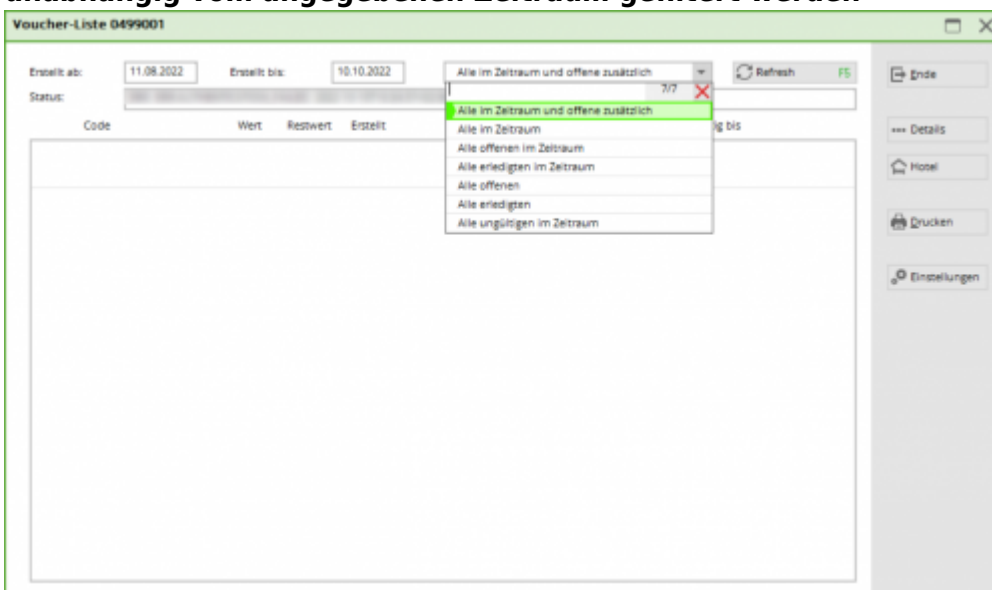 unabhängig vom angegebenen Zeitraum gefiltert werden
Voucher-Liste 0499001
Erstellt ab: 11.08.2022 Erstellt bis: 10.10.2022 Alle im Zeitraum und offene zusätzlich Refresh F5
Status:
7/7
Code Wert Restwert Erstellt ig bis
Alle im Zeitraum und offene zusätzlich
Alle im Zeitraum
Alle offenen im Zeitraum
Alle erledigten im Zeitraum
Alle offenen
Alle erledigten
Alle ungültigen im Zeitraum
Ende
Details
Hotel
Drucken
Einstellungen